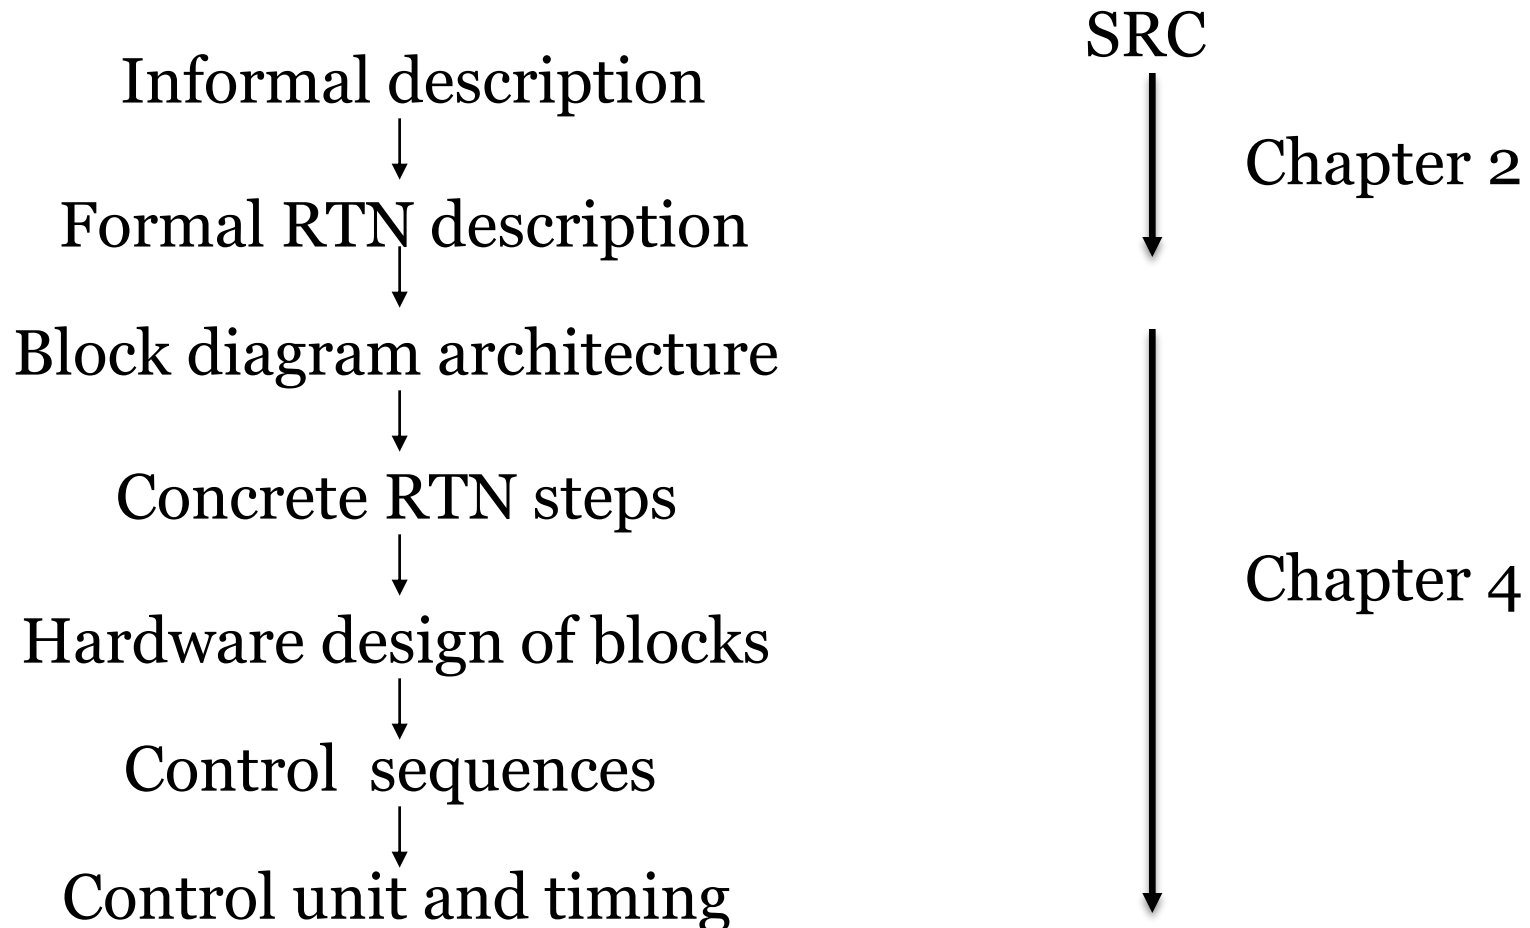 SRC
Informal description
Chapter 2
Formal RTN description
Block diagram architecture
Concrete RTN steps
Chapter 4
Hardware design of blocks
Control  sequences
Control unit and timing